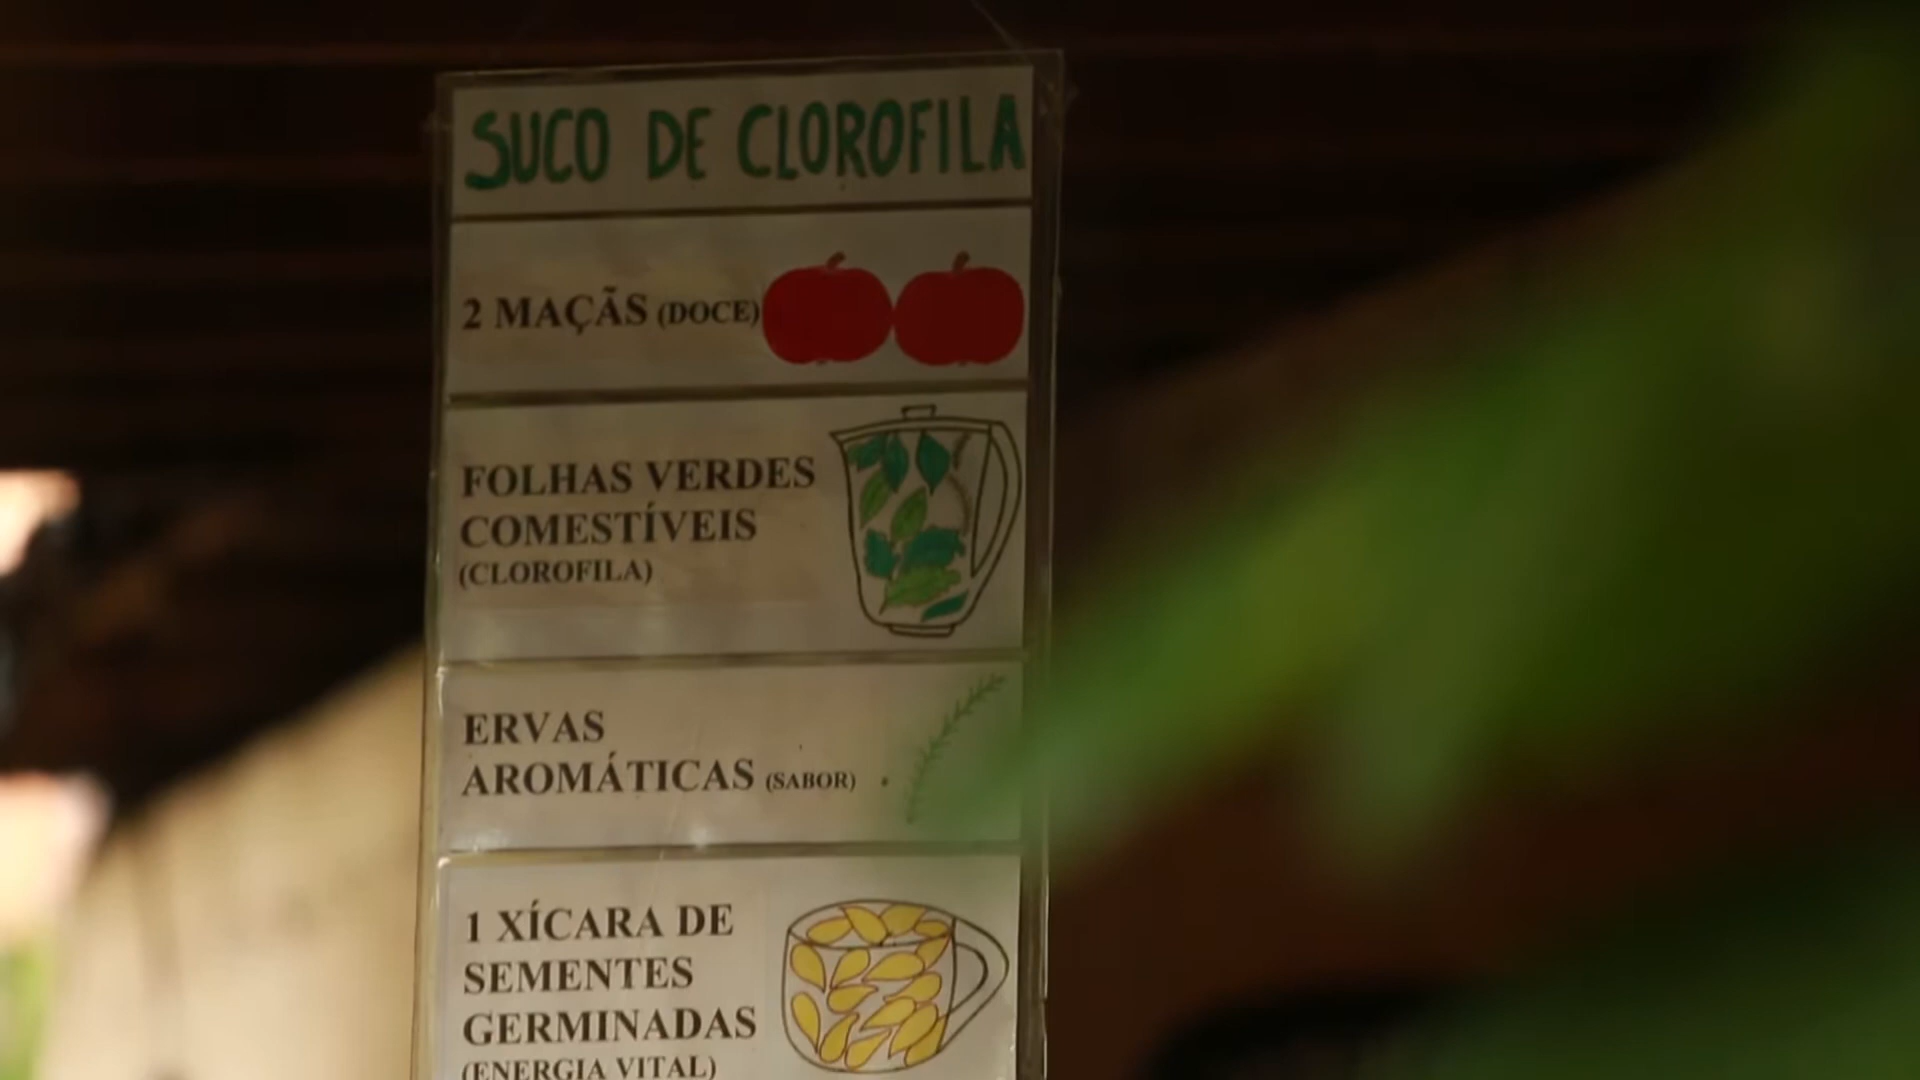 SUCO DE CLOROFILA
2 MAÇÃS (DOCE)
FOLHAS VERDES
COMESTÍVEIS
(CLOROFILA)
ERVAS
AROMÁTICAS (SABOR)
1 XÍCARA DE
SEMENTES
GERMINADAS
(ENERGIA VITAL)